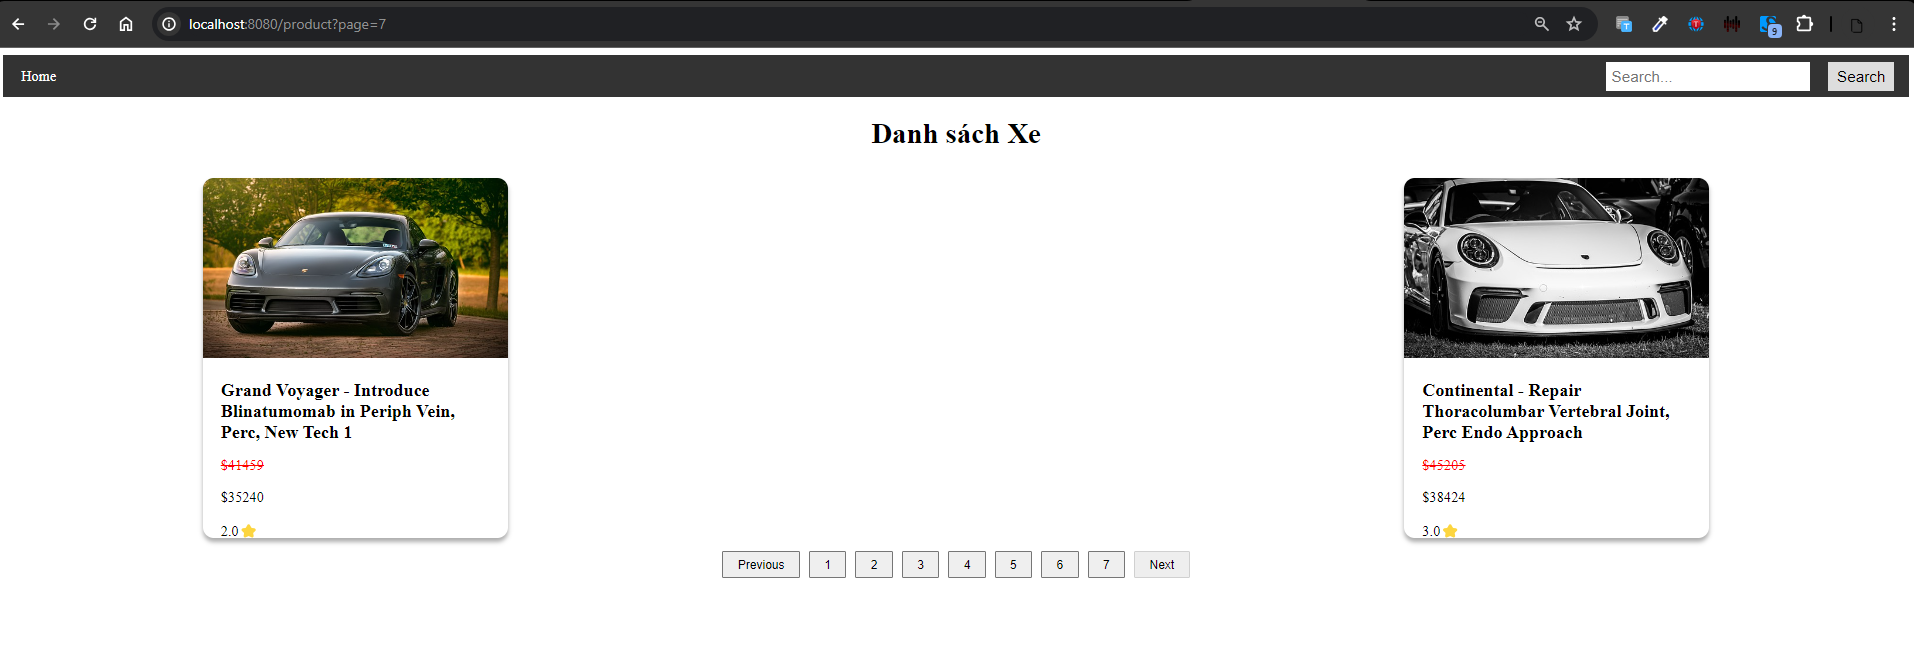 localhost:8080/product?page=7
9
Home
Search...
Search
Danh sách Xe
Grand Voyager - Introduce
Blinatumomab in Periph Vein,
Perc, New Tech 1
$41459
$35240
2.0
Continental - Repair
Thoracolumbar Vertebral Joint,
Perc Endo Approach
$45205
$38424
3.0
Previous 1 2 3 4 5 6 7 Next